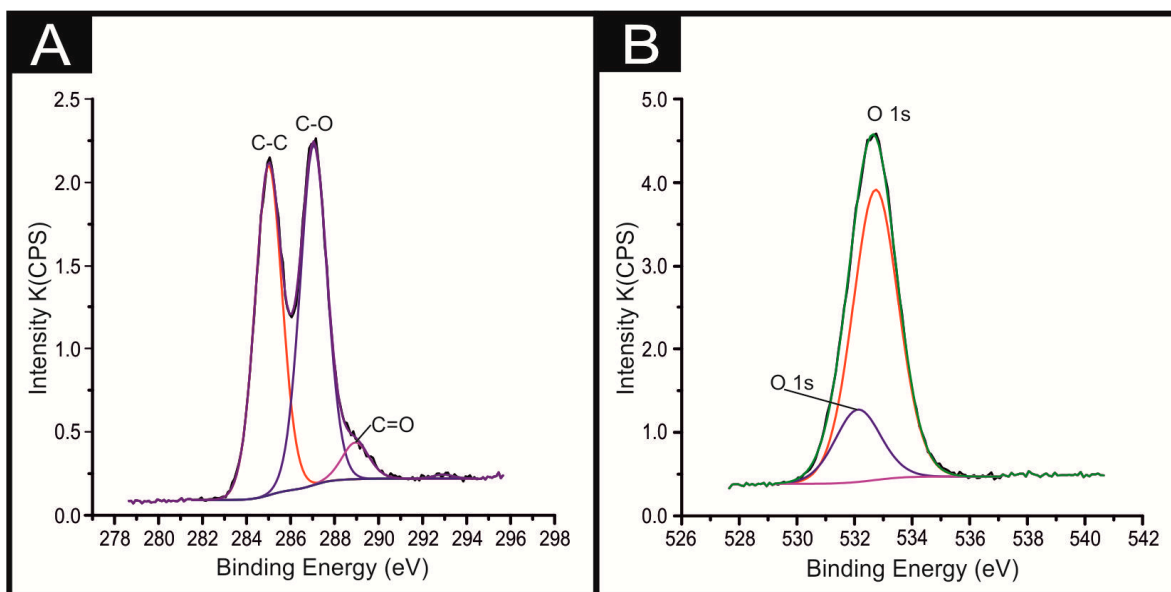 A
C-C
C-O
C=O
2.5
2.0
1.5
1.0
0.5
0.0
Intensity K(CPS)
278 280 282 284 286 288 290 292 294 296 298
Binding Energy (eV)
B
O 1s
O 1s
5.0
4.0
3.0
2.0
1.0
0.0
Intensity K(CPS)
526 528 530 532 534 536 538 540 542
Binding Energy (eV)